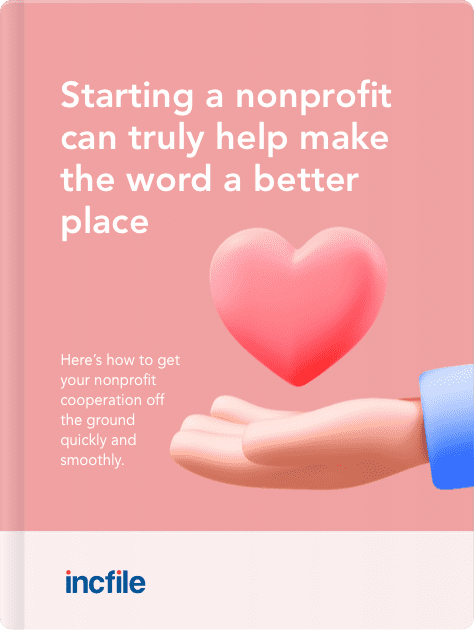 Starting a nonprofit
can truly help make
the word a better
place
Here's how to get
your nonprofit
cooperation off
the ground
quickly and
smoothly.
incfile